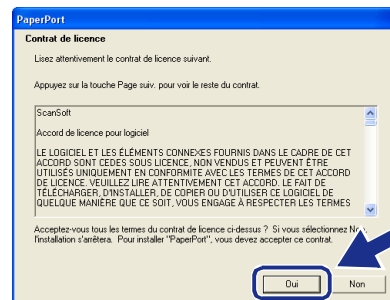 PaperPort
Contrat de licence
Lisez attentivement le contrat de licence suivant.
Appuyez sur la touche Page suiv. pour voir le reste du contrat.
ScanSoft
Accord de licence pour logiciel
LE LOGICIEL ET LES ÉLÉMENTS CONNEXES FOURNIS DANS LE CADRE DE CET
ACCORD SONT CEDES SOUS LICENCE, NON VENDUS ET PEUVENT ÊTRE
UTILISÉS UNIQUEMENT EN CONFORMITE AVEC LES TERMES DE CET ACCORD
DE LICENCE. VEUILLEZ LIRE ATTENTIVEMENT CET ACCORD. LE FAIT DE
TÉLÉCHARGER, D'INSTALLER, DE COPIER OU D'UTILISER CE LOGICIEL DE
QUELQUE MANIÈRE QUE CE SOIT, VOUS ENGAGE À RESPECTER LES TERMES
Acceptez-vous tous les termes du contrat de licence ci-dessus ? Si vous sélectionnez Non,
l'installation s'arrêtera. Pour installer "PaperPort", vous devez accepter ce contrat.
Oui
Non